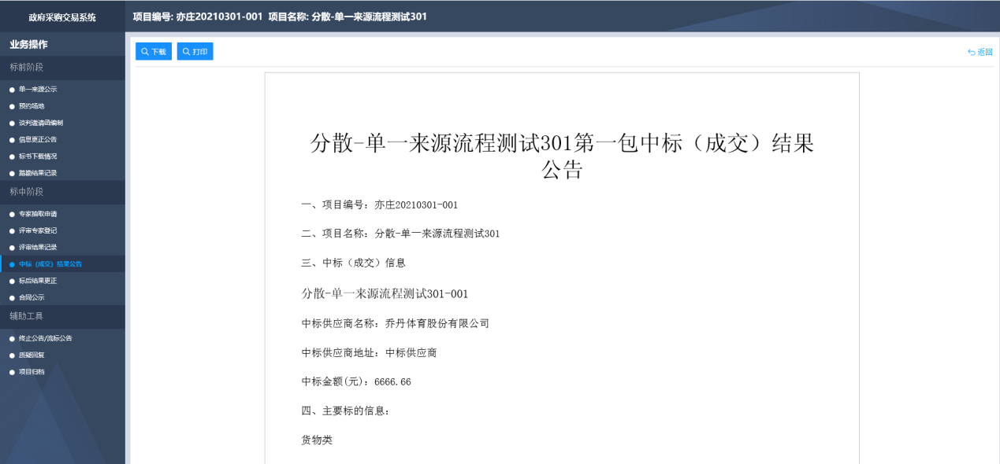 政府采购交易系统
项目编号: 亦庄20210301-001 项目名称: 分散-单一来源流程测试301
业务操作
标前阶段
单一来源公示
预约场地
谈判邀请函编制
信息更正公告
标书下载情况
踏勘结果记录
标中阶段
专家抽取申请
评审专家登记
评审结果记录
中标（成交）结果公告
标后结果更正
合同公示
辅助工具
终止公告/流标公告
质疑回复
项目归档
下载
打印
返回
分散-单一来源流程测试301第一包中标（成交）结果
公告
一、项目编号：亦庄20210301-001
二、项目名称：分散-单一来源流程测试301
三、中标（成交）信息
分散-单一来源流程测试301-001
中标供应商名称：乔丹体育股份有限公司
中标供应商地址：中标供应商
中标金额(元)：6666.66
四、主要标的信息：
货物类